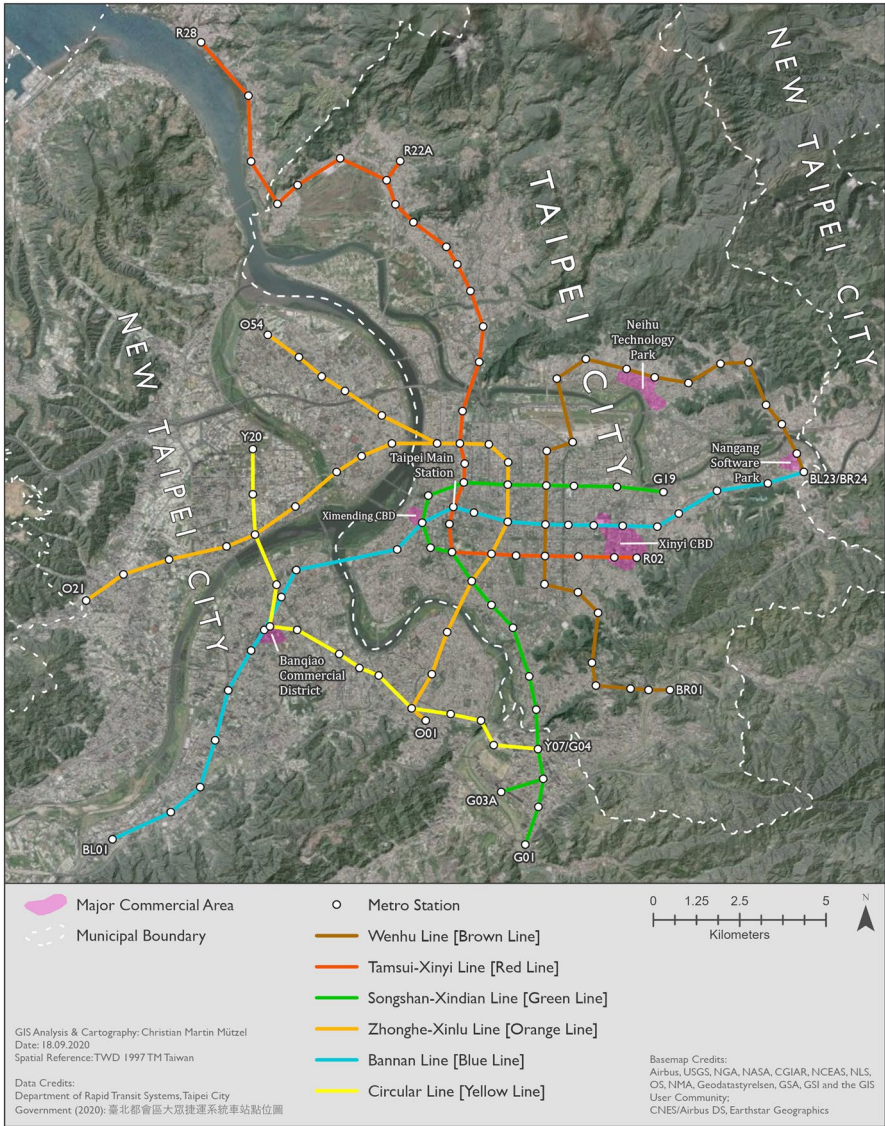 R28
R22A
NEW TAIPEI CITY
TAIPEI CITY
O54
Neihu
Technology
Park
NEW TAIPEI CITY
Y20
Taipei Main
Station
Nangang
Software
Park
G19
BL23/BR24
Ximending CBD
Xinyi CBD
R02
O21
Banqiao
Commercial
District
BR01
O01
Y07/G04
G03A
BL01
G01
Major Commercial Area
Municipal Boundary
Metro Station
Wenhu Line [Brown Line]
Tamsui-Xinyi Line [Red Line]
Songshan-Xindian Line [Green Line]
Zhonghe-Xinlu Line [Orange Line]
Bannan Line [Blue Line]
Circular Line [Yellow Line]
0 1.25 2.5 5
Kilometers
N
GIS Analysis & Cartography: Christian Martin Mützel
Date: 18.09.2020
Spatial Reference: TWD 1997 TM Taiwan
Data Credits:
Department of Rapid Transit Systems, Taipei City
Government (2020): 臺北都會區大眾捷運系統車站點位圖
Basemap Credits:
Airbus, USGS, NGA, NASA, CGIAR, NCEAS, NLS,
OS, NMA, Geodatastyrelsen, GSA, GSI and the GIS
User Community;
CNES/Airbus DS, Earthstar Geographics